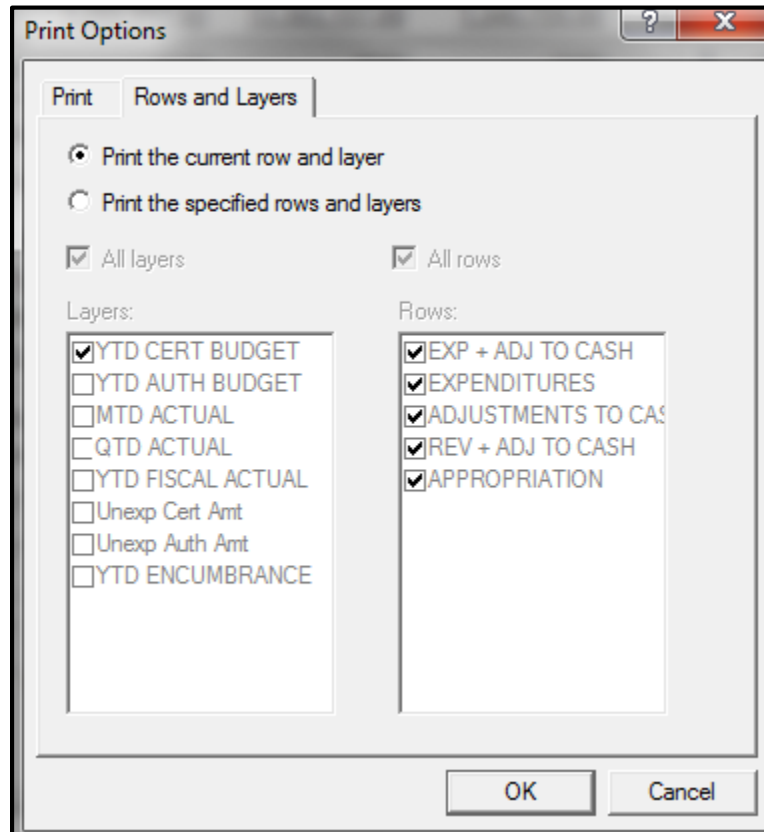 Print Options
?
X
Print
Rows and Layers
Print the current row and layer
Print the specified rows and layers
All layers
All rows
Layers:
Rows:
YTD CERT BUDGET
YTD AUTH BUDGET
MTD ACTUAL
QTD ACTUAL
YTD FISCAL ACTUAL
Unexp Cert Amt
Unexp Auth Amt
YTD ENCUMBRANCE
EXP + ADJ TO CASH
EXPENDITURES
ADJUSTMENTS TO CAS
REV + ADJ TO CASH
APPROPRIATION
OK
Cancel